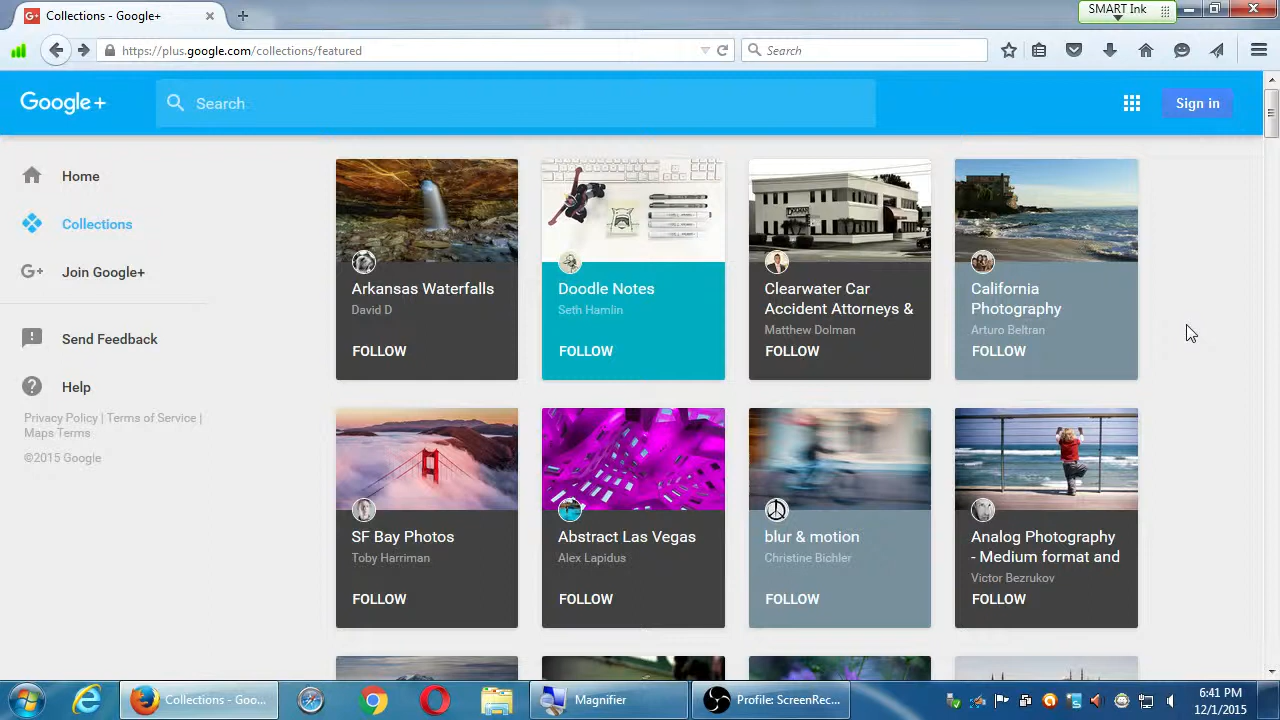 Collections - Google+
SMART Ink
https://plus.google.com/collections/featured
Search
Google+
Search
Sign in
Home
Collections
Join Google+
Send Feedback
Help
Privacy Policy | Terms of Service |
Maps Terms
©2015 Google
Arkansas Waterfalls
David D
FOLLOW
Doodle Notes
Seth Hamlin
FOLLOW
Clearwater Car
Accident Attorneys &
Matthew Dolman
FOLLOW
California
Photography
Arturo Beltran
FOLLOW
SF Bay Photos
Toby Harriman
FOLLOW
Abstract Las Vegas
Alex Lapidus
FOLLOW
blur & motion
Christine Bichler
FOLLOW
Analog Photography
- Medium format and
Victor Bezrukov
FOLLOW
Collections - Goo...
Magnifier
Profile: ScreenRec...
6:41 PM
12/1/2015